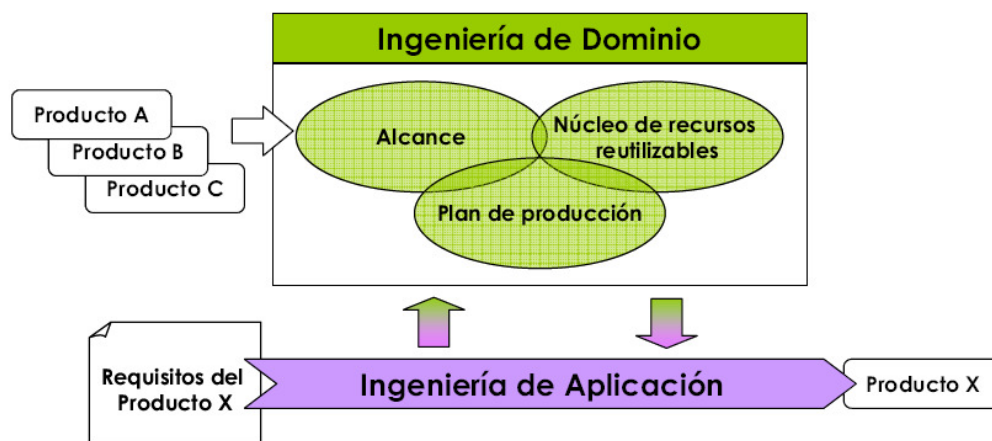 Ingeniería de Dominio
Producto A
Producto B
Producto C
Alcance
Núcleo de recursos
reutilizables
Plan de producción
Requisitos del
Producto X
Ingeniería de Aplicación
Producto X